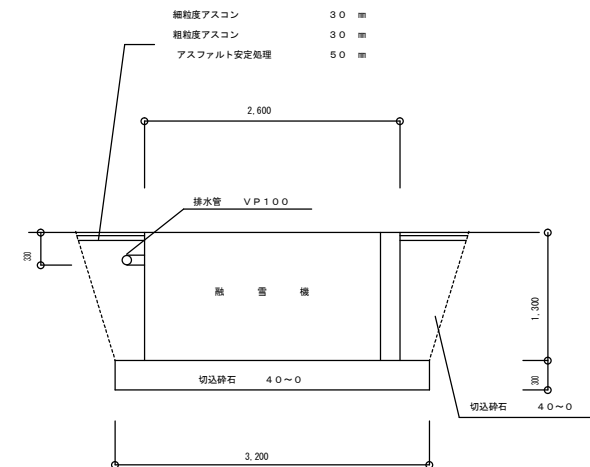 細粒度アスコン 30 ㎜
粗粒度アスコン 30 ㎜
アスファルト安定処理 50 ㎜
2,600
排水管 VP100
330
融雪機
1,300
切込砕石 40~0
300
切込砕石 40~0
3,200